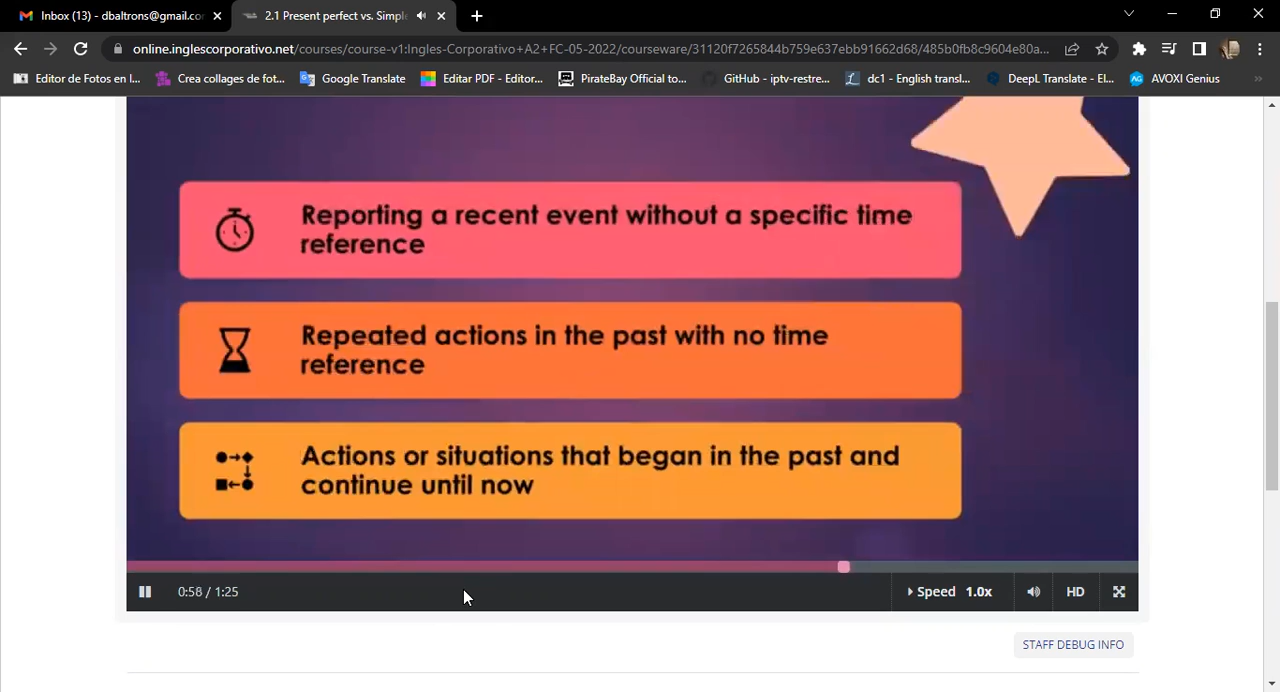 Inbox (13) - dbaltrons@gmail.co
2.1 Present perfect vs. Simple
online.inglescorporativo.net/courses/course-v1:Ingles-Corporativo+A2+FC-05-2022/courseware/31120f7265844b759e637ebb91662d68/485b0fb8c9604e80a...
Editor de Fotos en l...
Crea collages de fot...
Google Translate
Editar PDF - Editor...
PirateBay Official to...
GitHub - iptv-restre...
dc1 - English transl...
DeepL Translate - El...
AVOXI Genius
Reporting a recent event without a specific time
reference
Repeated actions in the past with no time
reference
Actions or situations that began in the past and
continue until now
0:58 / 1:25
Speed 1.0x
HD
STAFF DEBUG INFO